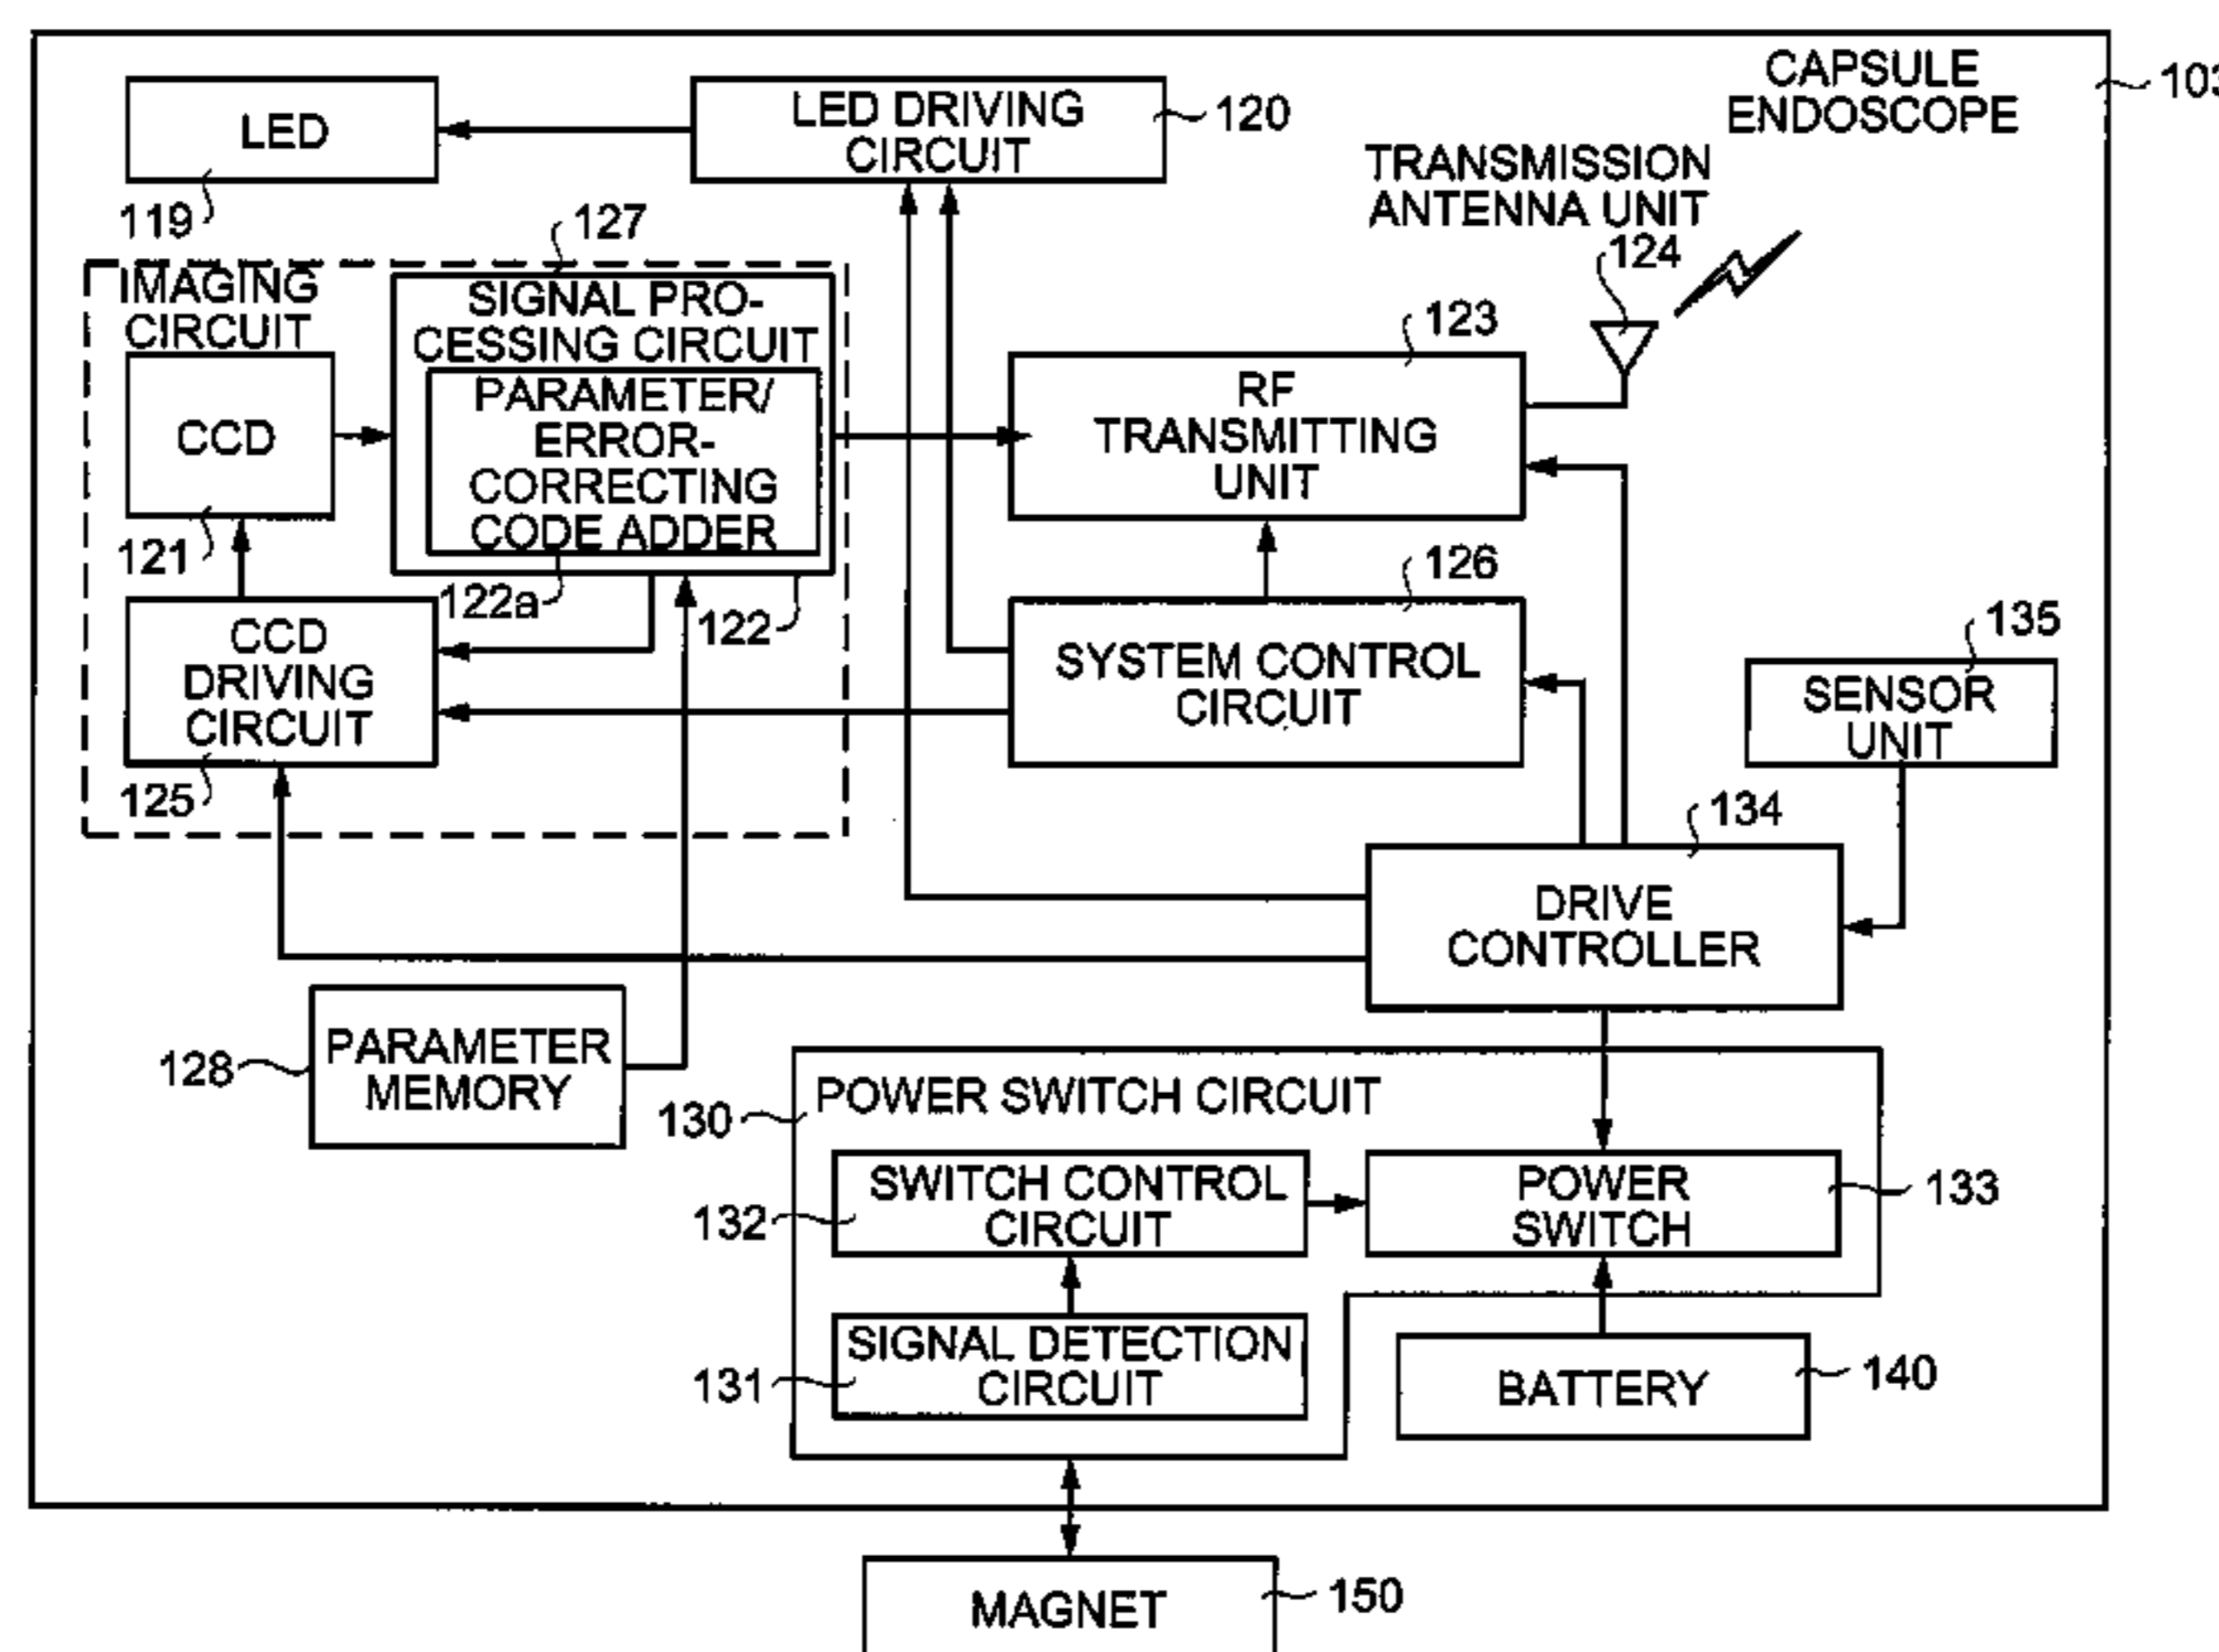 CAPSULE
ENDOSCOPE
103
LED
119
LED DRIVING
CIRCUIT
120
TRANSMISSION
ANTENNA UNIT
124
127
IMAGING
CIRCUIT
SIGNAL PRO-
CESSING CIRCUIT
PARAMETER/
ERROR-
CORRECTING
CODE ADDER
122a
122
CCD
121
RF
TRANSMITTING
UNIT
123
CCD
DRIVING
CIRCUIT
125
SYSTEM CONTROL
CIRCUIT
126
SENSOR
UNIT
135
DRIVE
CONTROLLER
134
PARAMETER
MEMORY
128
POWER SWITCH CIRCUIT
130
SWITCH CONTROL
CIRCUIT
132
POWER
SWITCH
133
SIGNAL DETECTION
CIRCUIT
131
BATTERY
140
MAGNET
150